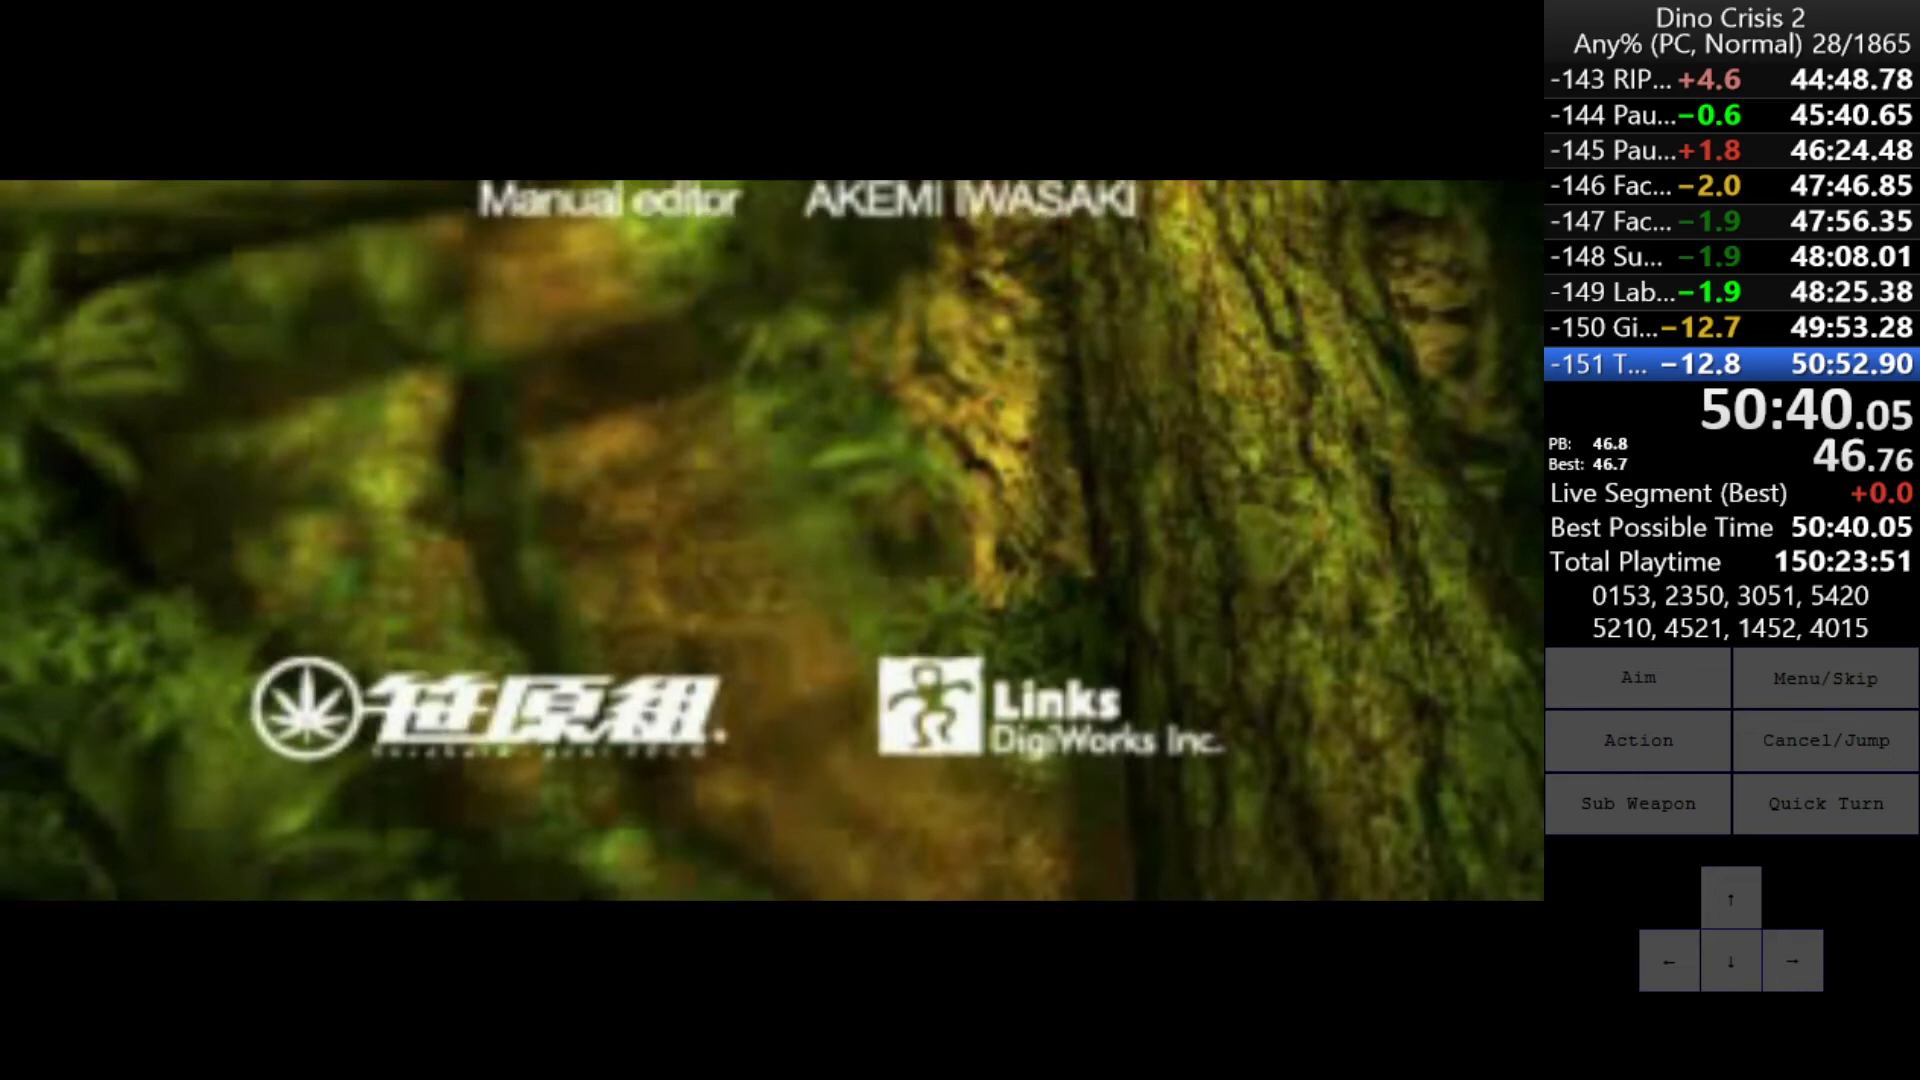 Manual editor AKEMI IWASAKI
笹原組.
Links
DigiWorks Inc.
Dino Crisis 2
Any% (PC, Normal) 28/1865
-143 RIP... +4.6 44:48.78
-144 Pau... −0.6 45:40.65
-145 Pau... +1.8 46:24.48
-146 Fac... −2.0 47:46.85
-147 Fac... −1.9 47:56.35
-148 Su... −1.9 48:08.01
-149 Lab... −1.9 48:25.38
-150 Gi... −12.7 49:53.28
-151 T... −12.8 50:52.90
50:40.05
PB: 46.8
Best: 46.7
46.76
Live Segment (Best) +0.0
Best Possible Time 50:40.05
Total Playtime 150:23:51
0153, 2350, 3051, 5420
5210, 4521, 1452, 4015
Aim Menu/Skip
Action Cancel/Jump
Sub Weapon Quick Turn
↑
← ↓ →